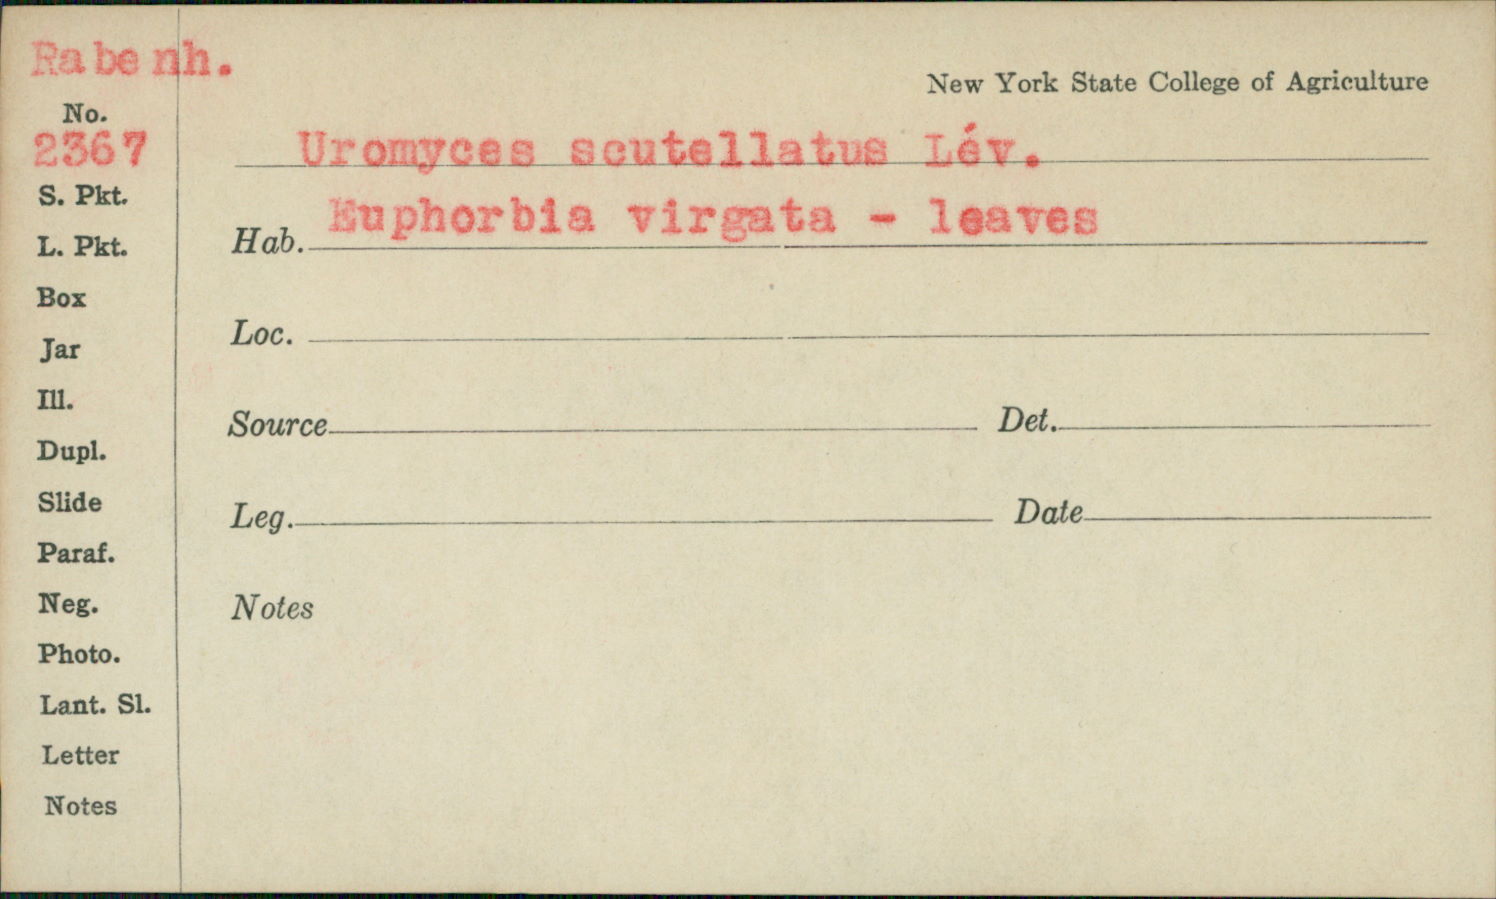 Rabenh.
New York State College of Agriculture
No.
2367
Uromyces scutellatus Lév.
S. Pkt.
Hab. Euphorbia virgata - leaves
L. Pkt.
Box
Loc.
Jar
Ill.
Source Det.
Dupl.
Slide
Leg. Date
Paraf.
Neg.
Notes
Photo.
Lant. Sl.
Letter
Notes